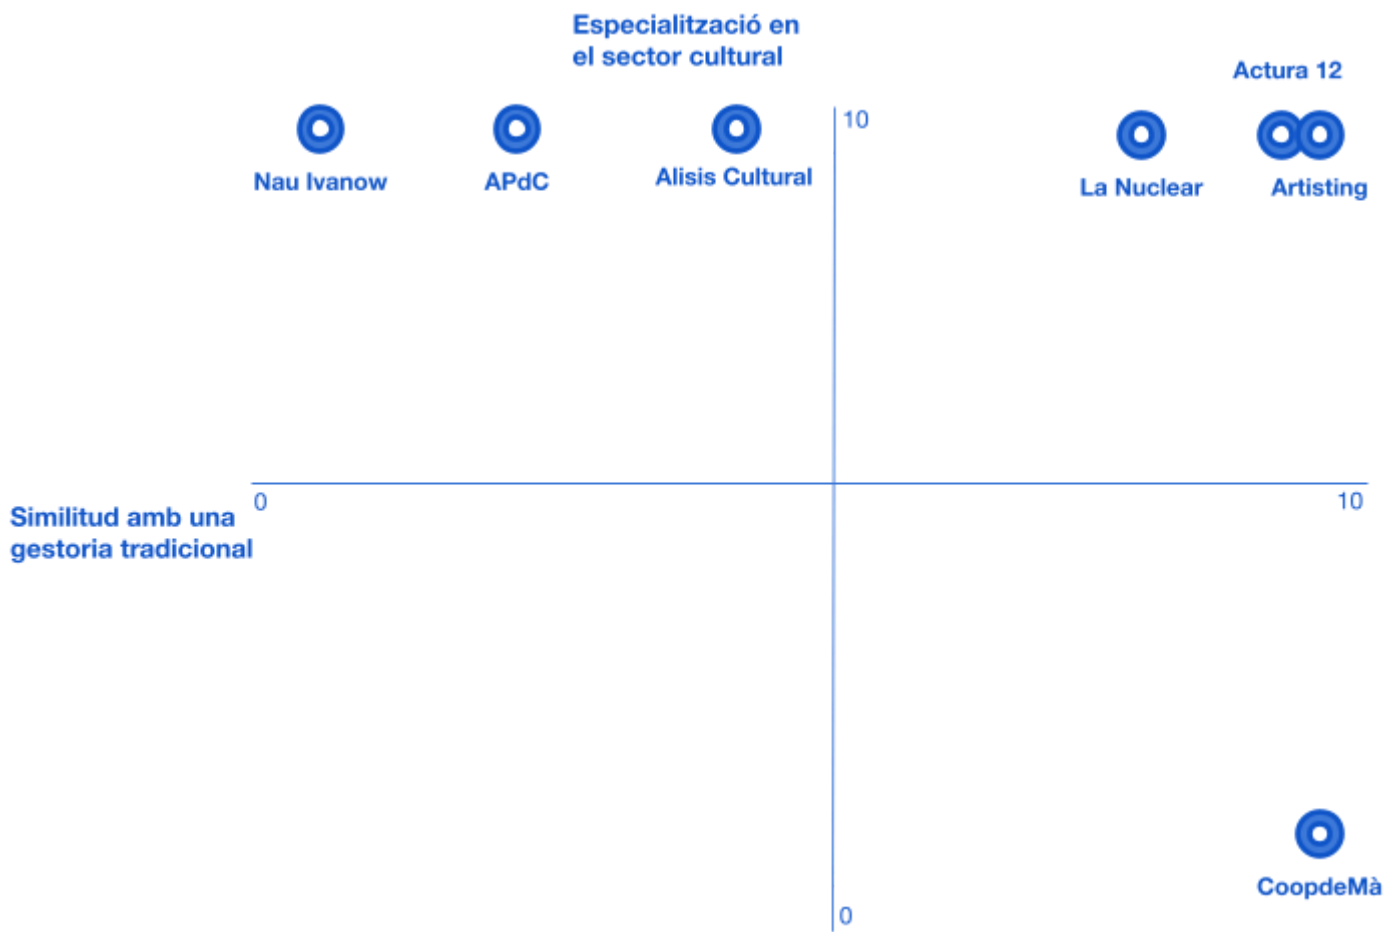 Especialització en
el sector cultural
Actura 12
10
Nau Ivanow
APdC
Alisis Cultural
La Nuclear
Artisting
0
10
Similitud amb una
gestoria tradicional
CoopdeMà
0